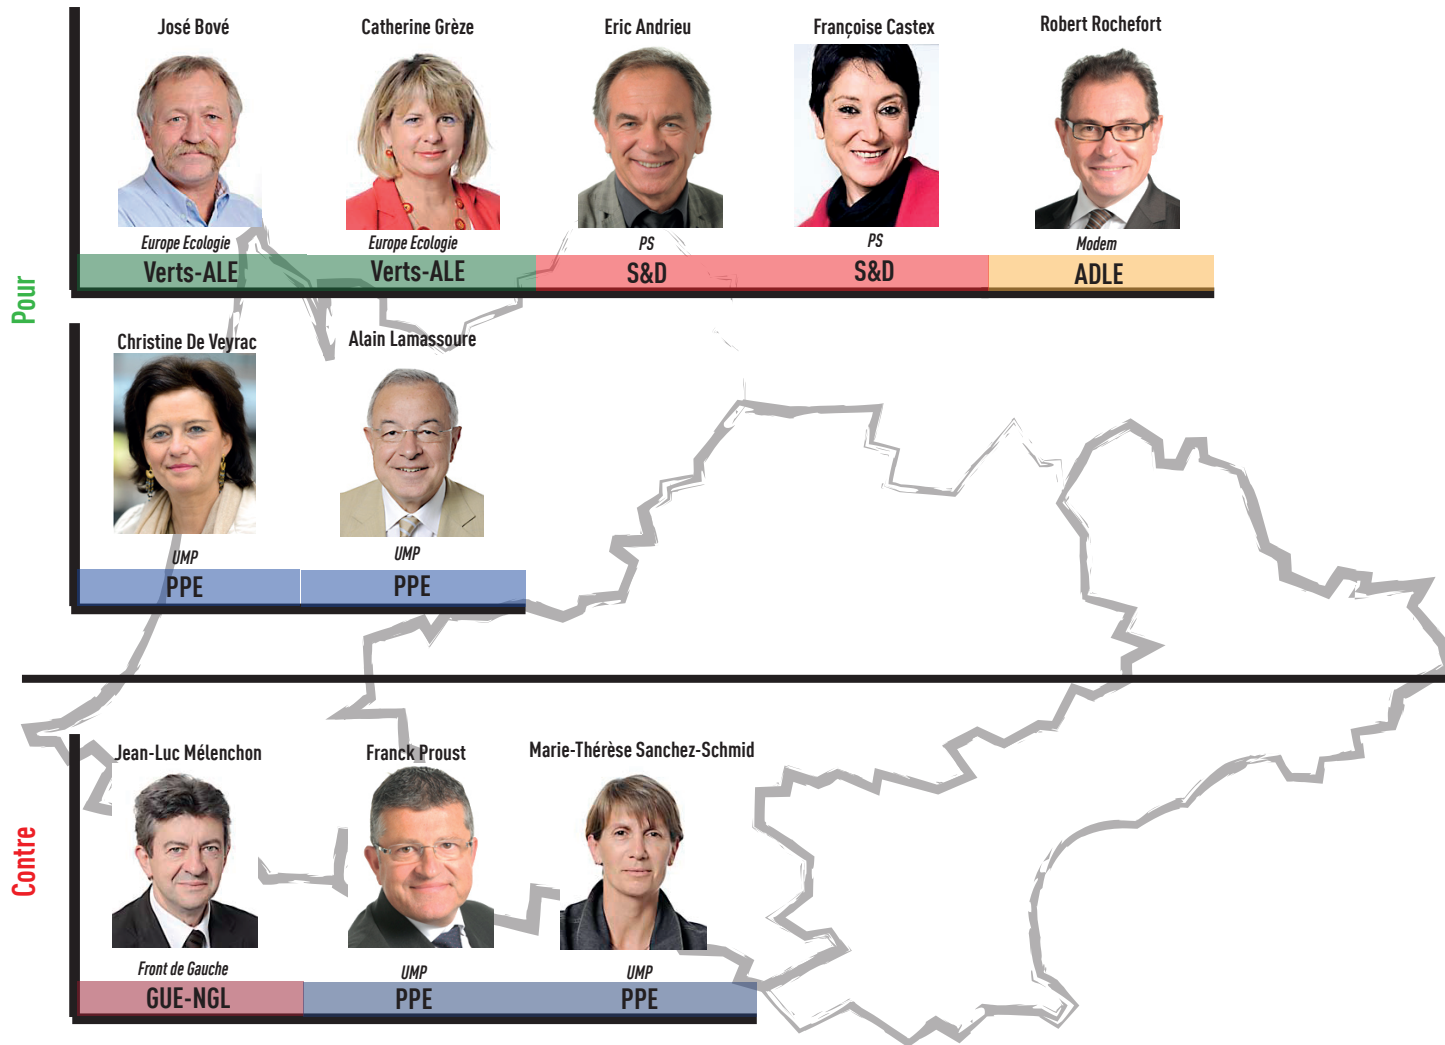 Pour
José Bové
Catherine Grèze
Eric Andrieu
Françoise Castex
Robert Rochefort
Europe Ecologie
Europe Ecologie
PS
PS
Modem
Verts-ALE
Verts-ALE
S&D
S&D
ADLE
Christine De Veyrac
Alain Lamassoure
UMP
UMP
PPE
PPE
Contre
Jean-Luc Mélenchon
Franck Proust
Marie-Thérèse Sanchez-Schmid
Front de Gauche
UMP
UMP
GUE-NGL
PPE
PPE